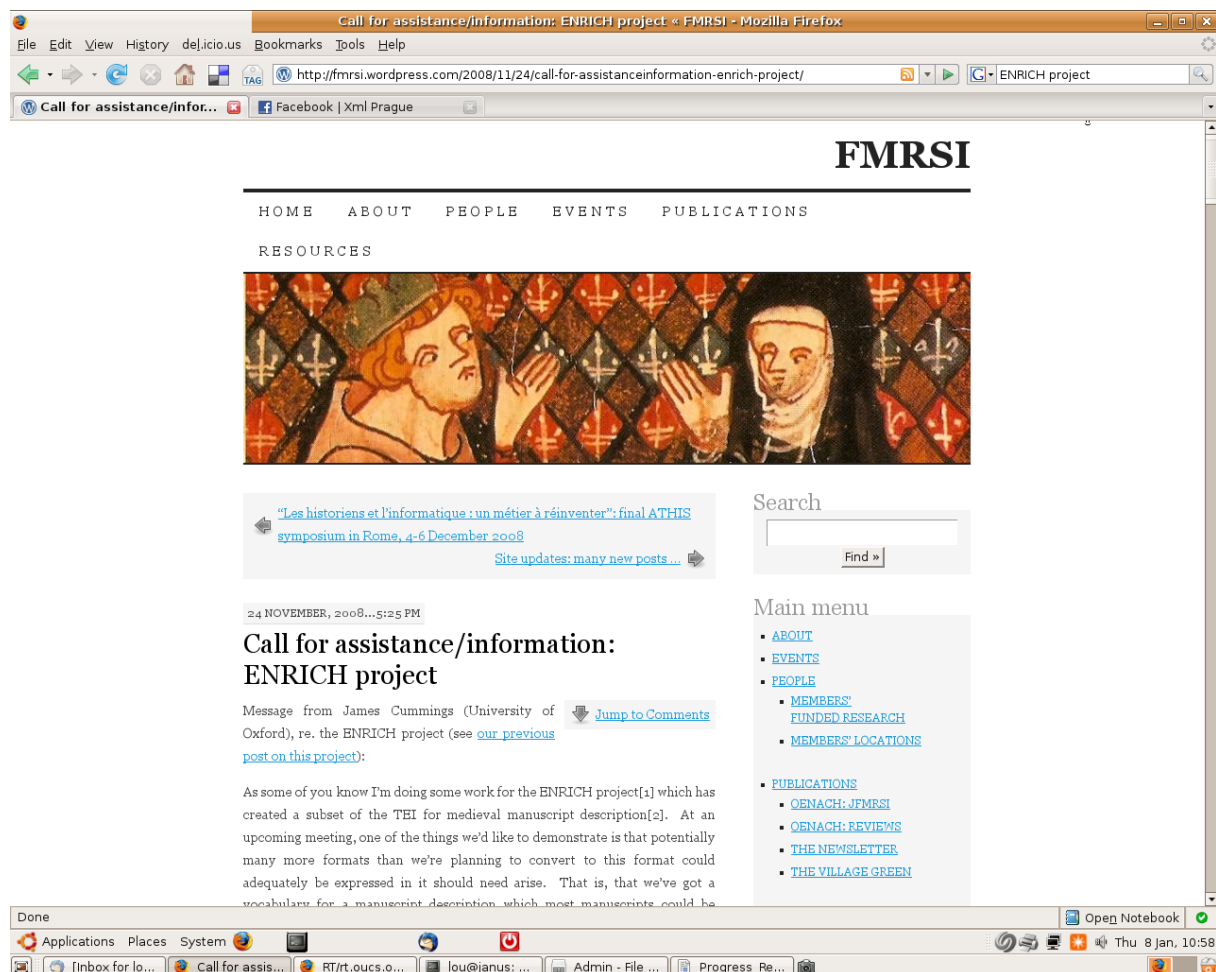 Call for assistance/information: ENRICH project « FMRSI - Mozilla Firefox
File Edit View History del.icio.us Bookmarks Tools Help
TAG http://fmrsi.wordpress.com/2008/11/24/call-for-assistanceinformation-enrich-project/ G ENRICH project
Call for assistance/infor... Facebook | Xml Prague
FMRSI
HOME ABOUT PEOPLE EVENTS PUBLICATIONS
RESOURCES
“Les historiens et l’informatique : un métier à réinventer”: final ATHIS
symposium in Rome, 4-6 December 2008
Site updates: many new posts ...
24 NOVEMBER, 2008...5:25 PM
Call for assistance/information:
ENRICH project
Jump to Comments
Message from James Cummings (University of
Oxford), re. the ENRICH project (see our previous
post on this project):
As some of you know I’m doing some work for the ENRICH project[1] which has
created a subset of the TEI for medieval manuscript description[2]. At an
upcoming meeting, one of the things we’d like to demonstrate is that potentially
many more formats than we’re planning to convert to this format could
adequately be expressed in it should need arise. That is, that we’ve got a
vocabulary for a manuscript description which most manuscripts could be
Search
Find »
Main menu
ABOUT
EVENTS
PEOPLE
MEMBERS’
FUNDED RESEARCH
MEMBERS’ LOCATIONS
PUBLICATIONS
OENACH: JFMRSI
OENACH: REVIEWS
THE NEWSLETTER
THE VILLAGE GREEN
Done Open Notebook
Applications Places System Thu 8 Jan, 10:58
[Inbox for lo... Call for assis... RT/rt.oucs.o... lou@janus: ... Admin - File ... Progress_Re...